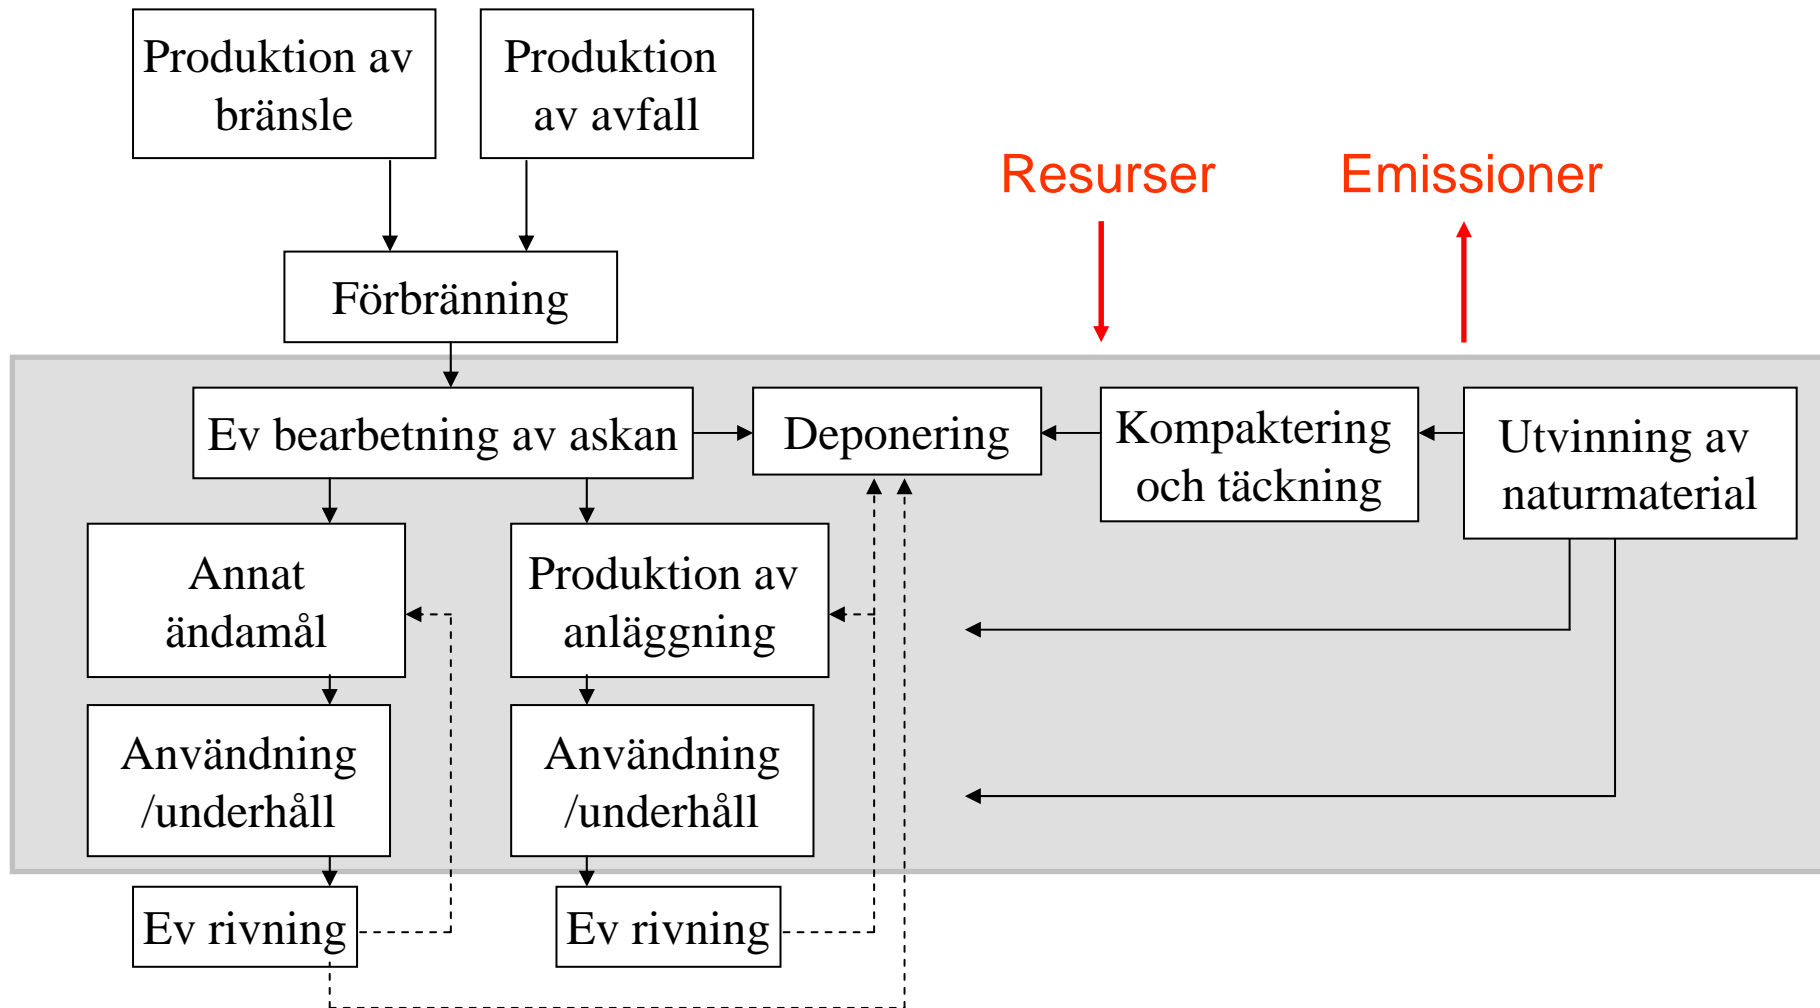 Produktion av
bränsle
Produktion
av avfall
Resurser
Emissioner
Förbränning
Ev bearbetning av askan
Deponering
Kompaktering
och täckning
Utvinning av
naturmaterial
Annat
ändamål
Produktion av
anläggning
Användning
/underhåll
Användning
/underhåll
Ev rivning
Ev rivning